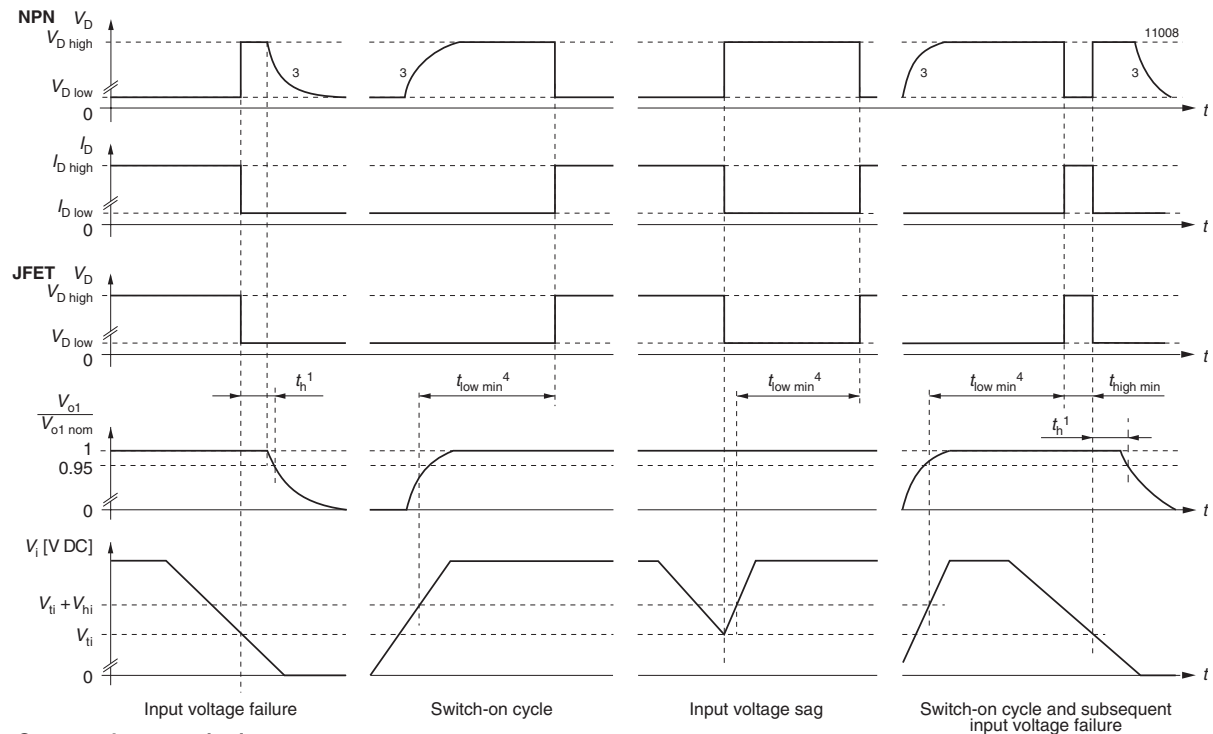 NPN V_D
V_D high
11008
3
3
3
3
V_D low
0
t
I_D
I_D high
I_D low
0
t
JFET V_D
V_D high
V_D low
0
t
t_h^1
t_low min^4
t_low min^4
t_low min^4
t_high min
V_o1
V_o1 nom
t_h^1
1
0.95
0
t
V_i [V DC]
V_ti + V_hi
V_ti
0
t
Input voltage failure
Switch-on cycle
Input voltage sag
Switch-on cycle and subsequent
input voltage failure